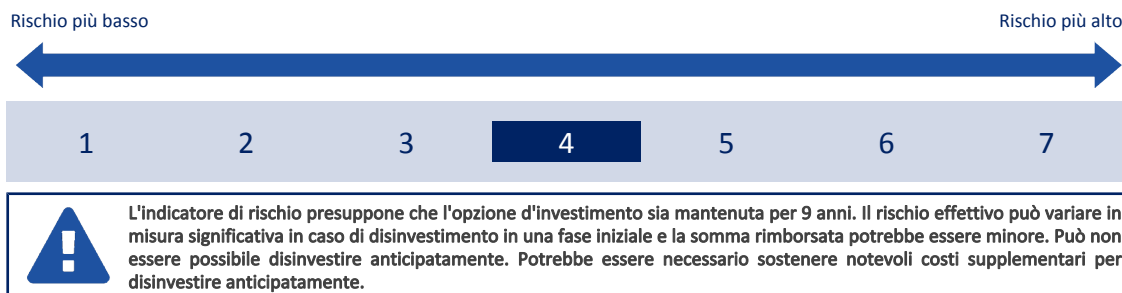 Rischio più basso Rischio più alto
1 2 3 4 5 6 7
L'indicatore di rischio presuppone che l'opzione d'investimento sia mantenuta per 9 anni. Il rischio effettivo può variare in
misura significativa in caso di disinvestimento in una fase iniziale e la somma rimborsata potrebbe essere minore. Può non
essere possibile disinvestire anticipatamente. Potrebbe essere necessario sostenere notevoli costi supplementari per
disinvestire anticipatamente.